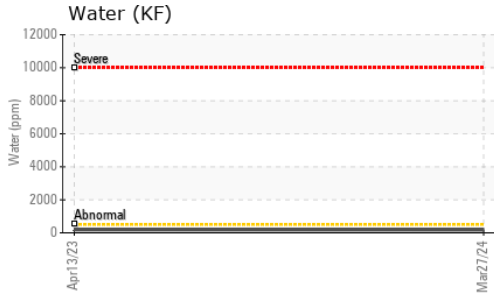 Water (KF)
12000
Severe
10000
8000
Water (ppm)
6000
4000
2000
Abnormal
0
Apr13/23
Mar27/24